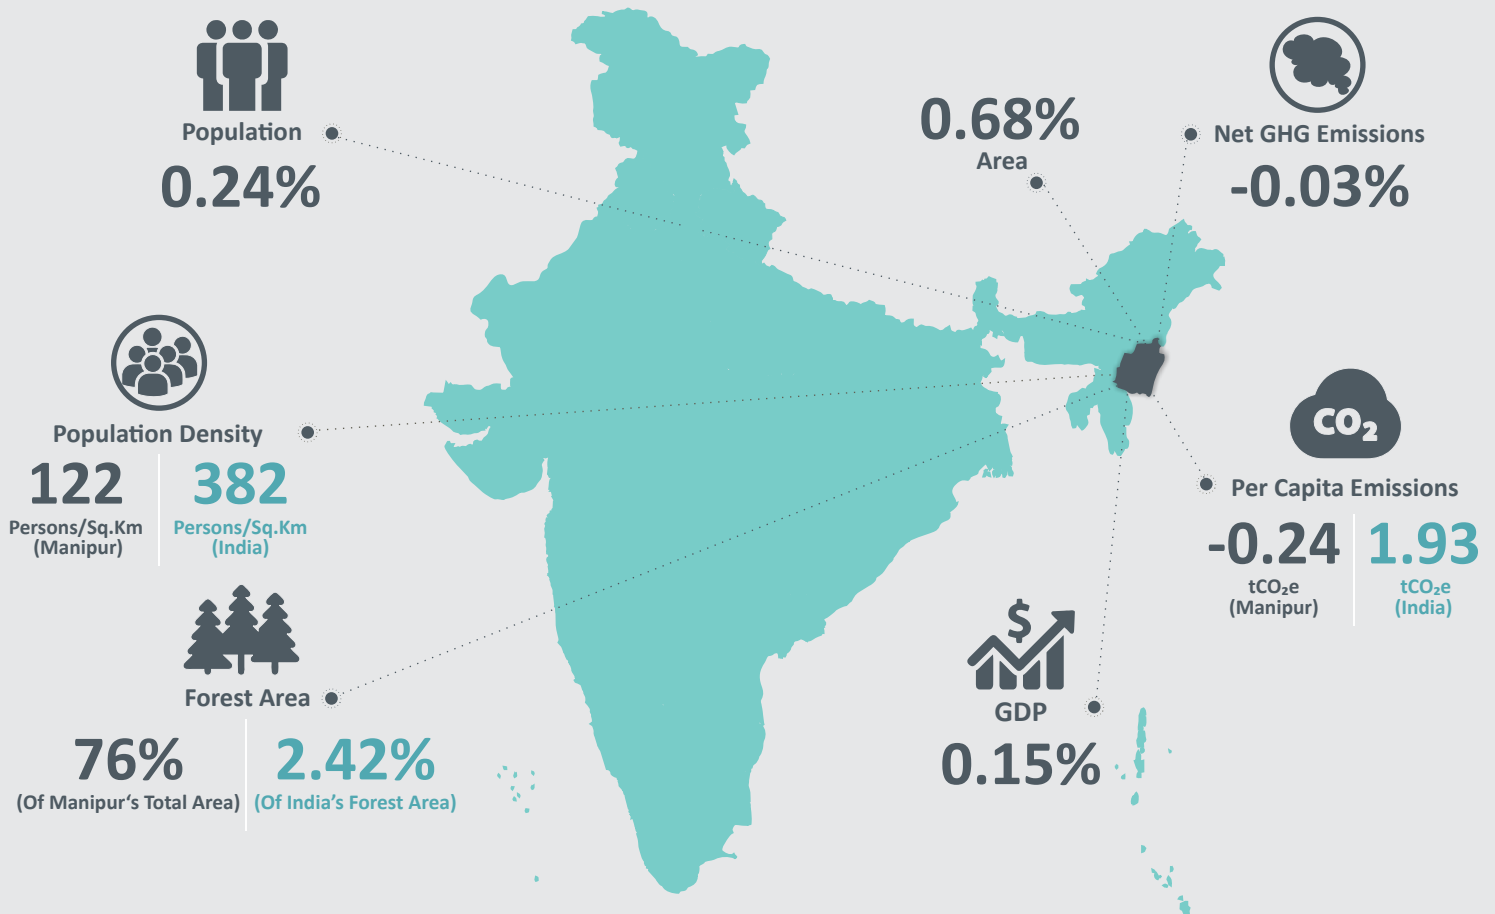 Population
0.24%
0.68%
Area
Net GHG Emissions
-0.03%
Population Density
122
Persons/Sq.Km
(Manipur)
382
Persons/Sq.Km
(India)
CO₂
Per Capita Emissions
-0.24
tCO₂e
(Manipur)
1.93
tCO₂e
(India)
Forest Area
76%
(Of Manipur‘s Total Area)
2.42%
(Of India’s Forest Area)
$
GDP
0.15%